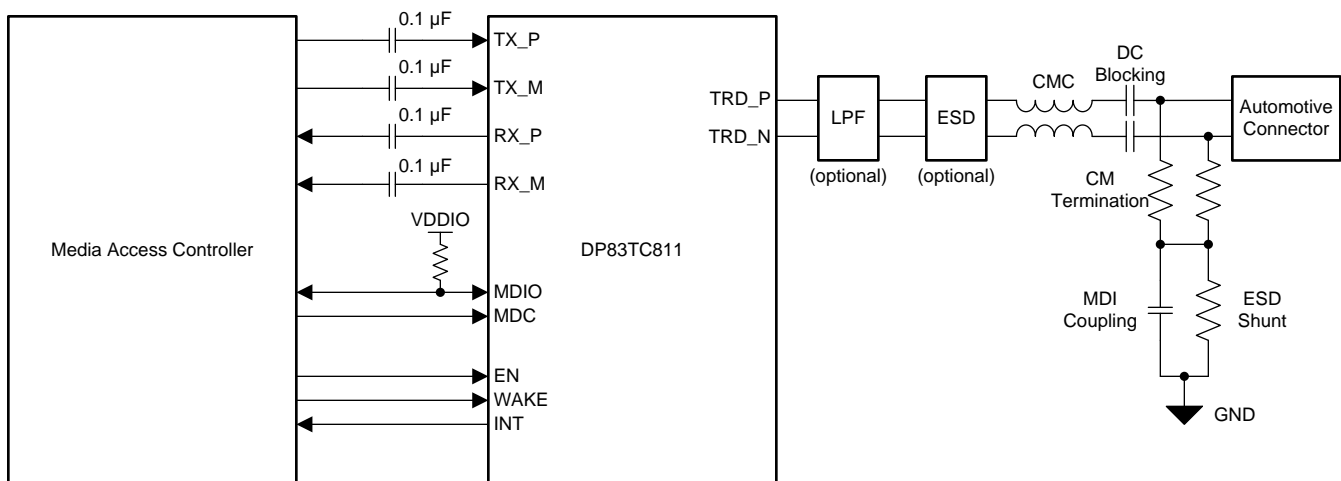 0.1 µF
TX_P
0.1 µF
TX_M
0.1 µF
RX_P
0.1 µF
RX_M
VDDIO
Media Access Controller
DP83TC811
MDIO
MDC
EN
WAKE
INT
TRD_P
TRD_N
LPF
(optional)
ESD
(optional)
CMC
DC
Blocking
Automotive
Connector
CM
Termination
MDI
Coupling
ESD
Shunt
GND